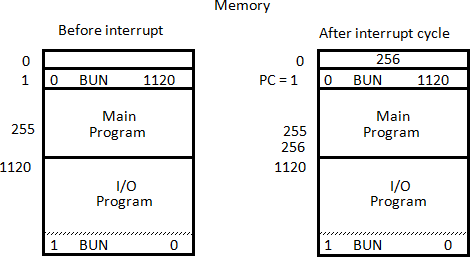 Memory
Before interrupt
0
1 0 BUN 1120
Main
Program
255
1120
I/O
Program
1 BUN 0
After interrupt cycle
0 256
PC = 1 0 BUN 1120
Main
Program
255
256
1120
I/O
Program
1 BUN 0